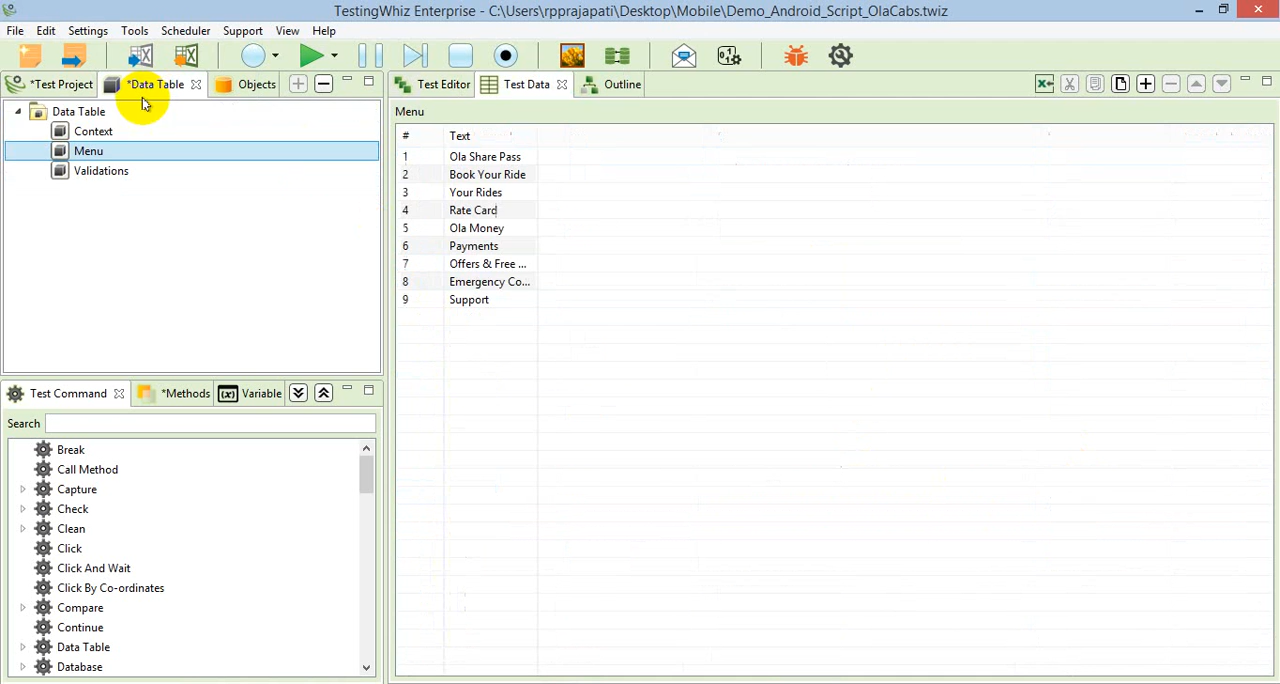 TestingWhiz Enterprise - C:\Users\rpprajapati\Desktop\Mobile\Demo_Android_Script_OlaCabs.twiz
File Edit Settings Tools Scheduler Support View Help
*Test Project *Data Table Objects
Test Editor Test Data Outline
Data Table
Context
Menu
Validations
Menu
# Text
1 Ola Share Pass
2 Book Your Ride
3 Your Rides
4 Rate Card
5 Ola Money
6 Payments
7 Offers & Free ...
8 Emergency Co...
9 Support
Test Command *Methods (x) Variable
Search
Break
Call Method
Capture
Check
Clean
Click
Click And Wait
Click By Co-ordinates
Compare
Continue
Data Table
Database